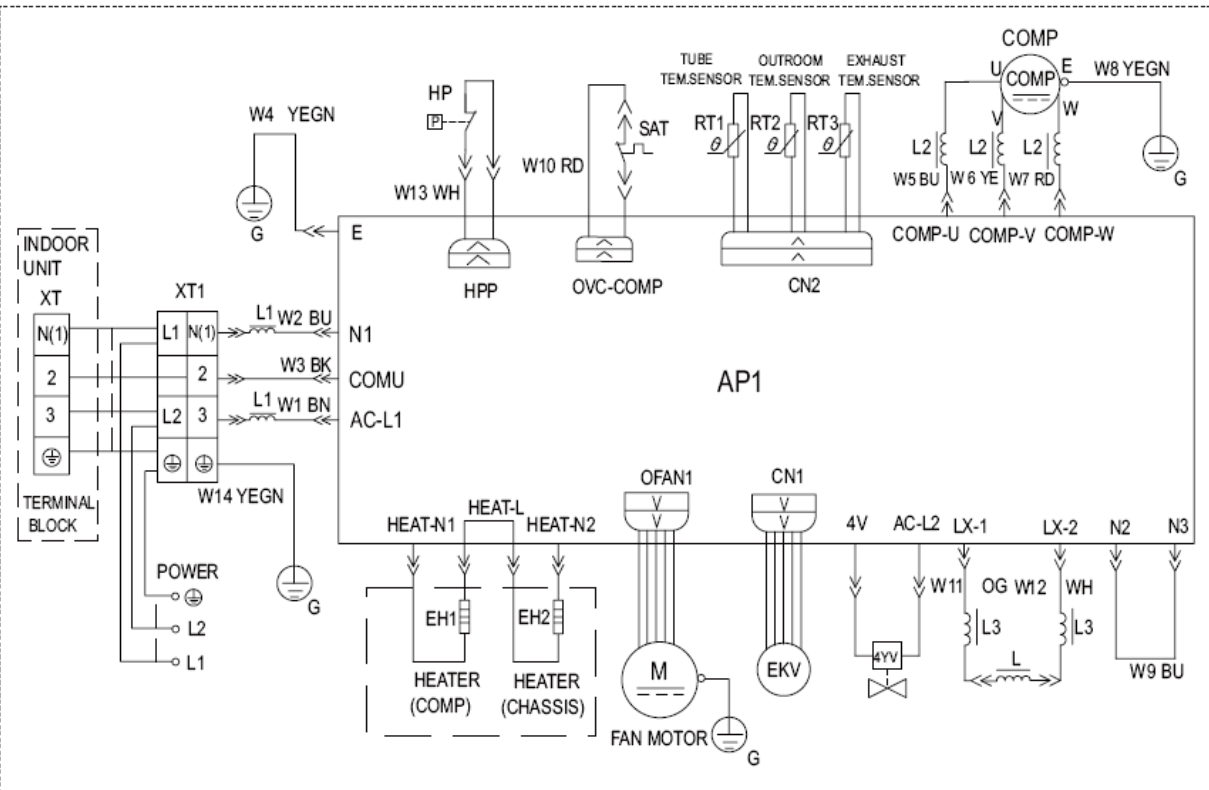 COMP
TUBE
TEM.SENSOR
OUTROOM
TEM.SENSOR
EXHAUST
TEM.SENSOR
HP
P
W4 YEGN
G
E
W13 WH
HPP
W10 RD
SAT
OVC-COMP
RT1
θ
RT2
θ
RT3
θ
CN2
U
COMP
E
V
W
W8 YEGN
G
L2
L2
L2
W5 BU
W 6 YE
W7 RD
COMP-U
COMP-V
COMP-W
INDOOR
UNIT
XT
N(1)
2
3
TERMINAL
BLOCK
XT1
L1
N(1)
2
L2
3
L1
W2 BU
N1
W3 BK
COMU
L1
W1 BN
AC-L1
W14 YEGN
G
AP1
POWER
L2
L1
HEAT-N1
HEAT-L
HEAT-N2
EH1
EH2
HEATER
(COMP)
HEATER
(CHASSIS)
OFAN1
M
FAN MOTOR
G
CN1
EKV
4V
AC-L2
4YV
LX-1
LX-2
W11
OG
W12
WH
L3
L3
L
N2
N3
W9 BU